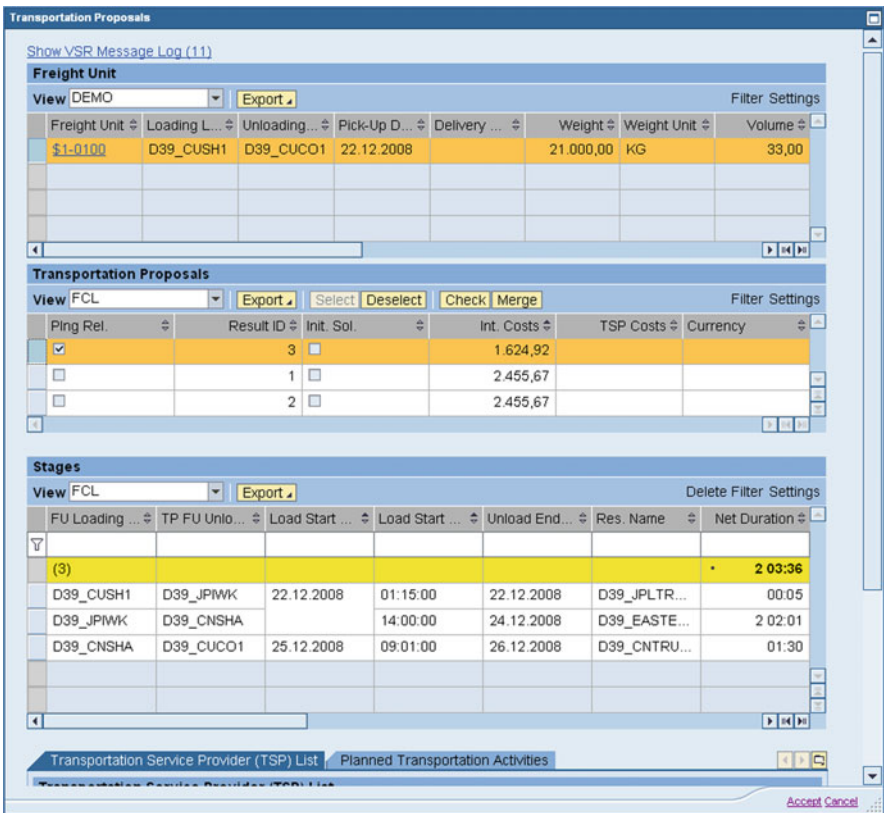 Transportation Proposals
Show VSR Message Log (11)
Freight Unit
View DEMO Export Filter Settings
Freight Unit Loading L... Unloading... Pick-Up D... Delivery ... Weight Weight Unit Volume
$1-0100 D39_CUSH1 D39_CUCO1 22.12.2008 21.000,00 KG 33,00
Transportation Proposals
View FCL Export Select Deselect Check Merge Filter Settings
Plng Rel. Result ID Init. Sol. Int. Costs TSP Costs Currency
3 1.624,92
1 2.455,67
2 2.455,67
Stages
View FCL Export Delete Filter Settings
FU Loading ... TP FU Unlo... Load Start ... Load Start ... Unload End... Res. Name Net Duration
(3) 2 03:36
D39_CUSH1 D39_JPIWK 22.12.2008 01:15:00 22.12.2008 D39_JPLTR... 00:05
D39_JPIWK D39_CNSHA 14:00:00 24.12.2008 D39_EASTE... 2 02:01
D39_CNSHA D39_CUCO1 25.12.2008 09:01:00 26.12.2008 D39_CNTRU... 01:30
Transportation Service Provider (TSP) List Planned Transportation Activities
Transportation Service Provider (TSP) List
Accept Cancel